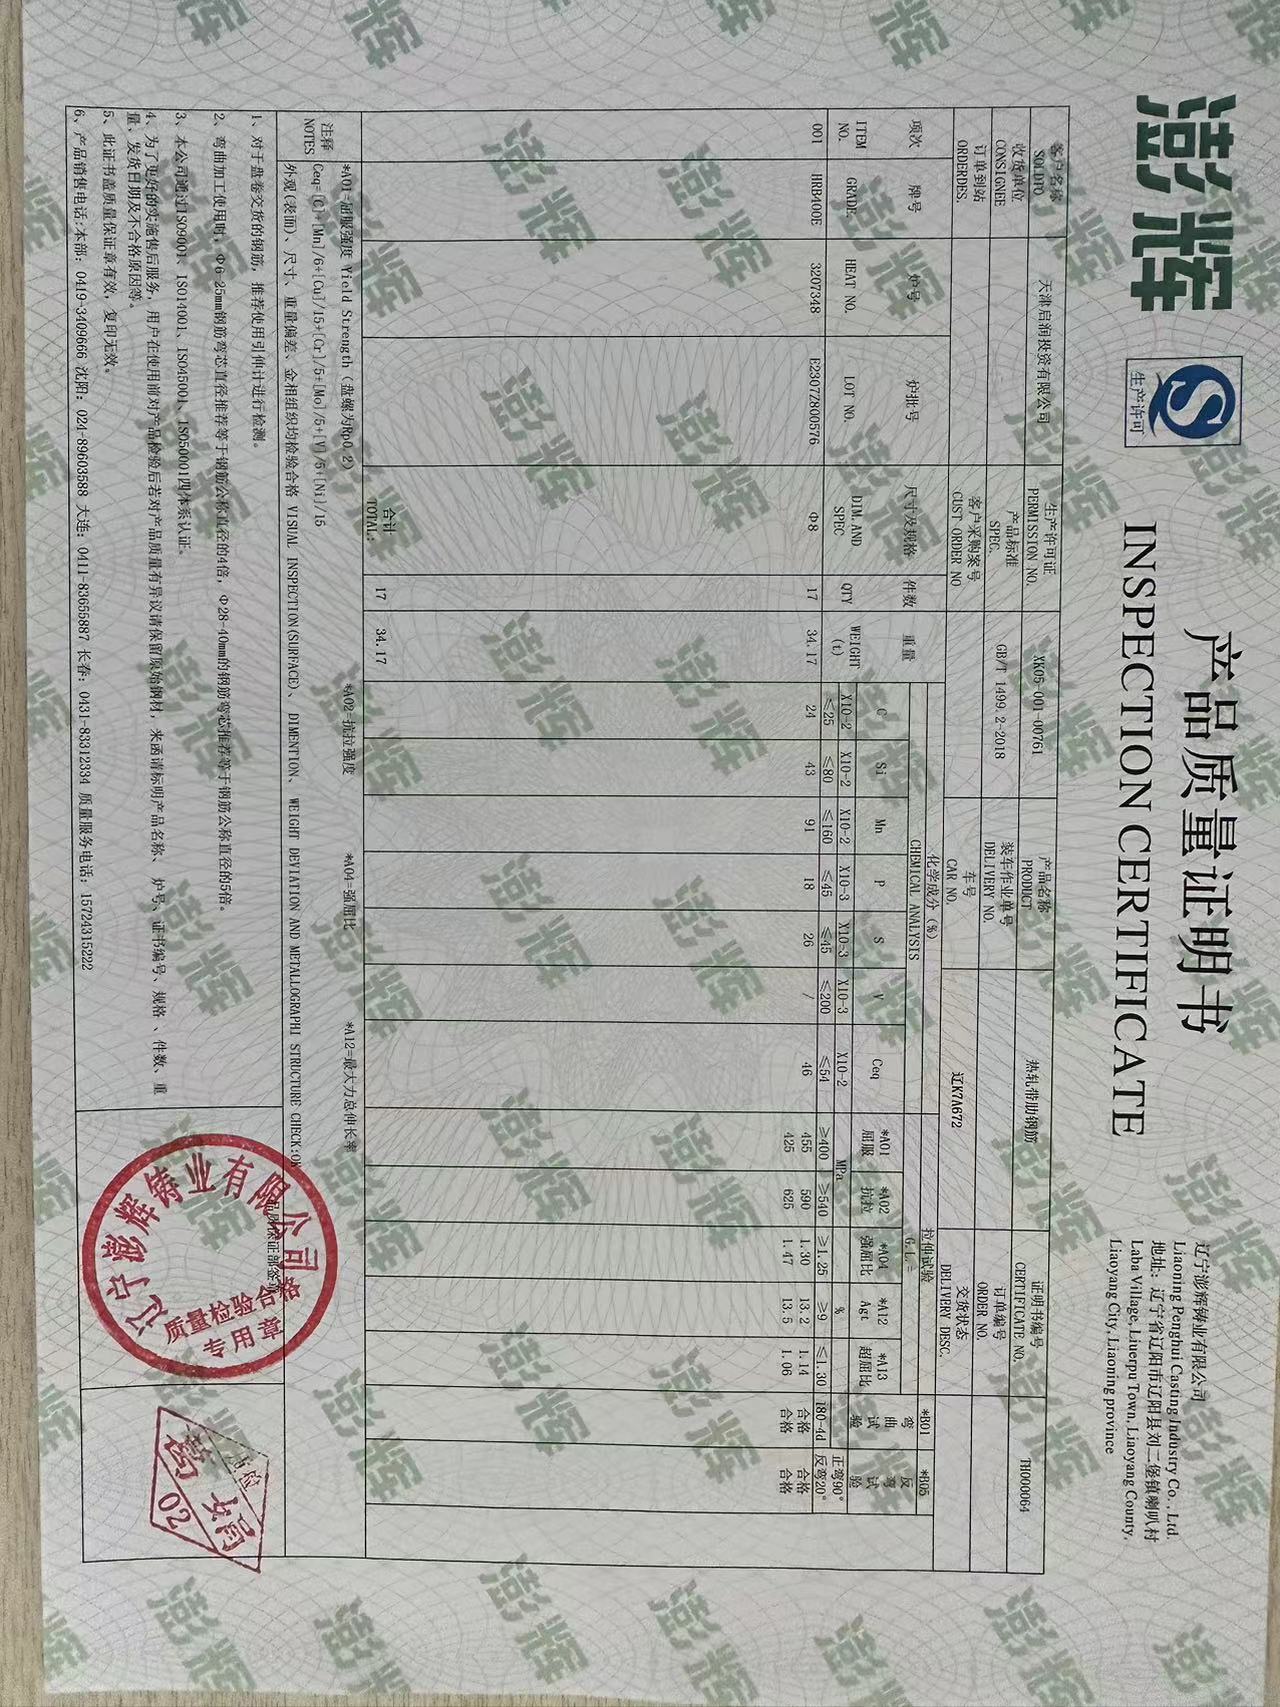 澎辉
生产许可
产品质量证明书
INSPECTION CERTIFICATE
辽宁澎辉铸业有限公司
Liaoning Penghui Casting Industry Co., Ltd.
地址：辽宁省辽阳市辽阳县刘二堡镇喇叭村
Laba Village, Liuerpu Town, Liaoyang County,
Liaoyang City, Liaoning province
客户名称 SOLDTO 天津启润投资有限公司 生产许可证 PERMISSION NO. XK05-001-00761 产品名称 PRODUCT 热轧带肋钢筋 证明书编号 CERTIFICATE NO. TH000064
收货单位 CONSIGNEE 产品标准 SPEC. GB/T 1499.2-2018 装车作业单号 DELIVERY NO. 订单编号 ORDER NO.
订单到站 ORDERDES. 客户采购案号 CUST ORDER NO 车号 CAR NO. 辽K7A672 交货状态 DELIVERY DESC.
项次 ITEM NO. 牌号 GRADE. 炉号 HEAT NO. 炉批号 LOT NO. 尺寸及规格 DIM.AND SPEC 件数 QTY 重量 WEIGHT (t) 化学成分（%） CHEMICAL ANALYSIS 拉伸试验 G.L.= *B01 弯曲试验 *B05 反弯试验
C Si Mn P S V Ceq *A01 屈服 *A02 抗拉 *A04 强屈比 *A12 Agt *A13 超屈比
X10-2 X10-2 X10-2 X10-3 X10-3 X10-3 X10-2 MPa %
≤25 ≤80 ≤160 ≤45 ≤45 ≤200 ≤54 ≥400 ≥540 ≥1.25 ≥9 ≤1.30 180-4d 正弯90° 反弯20°
001 HRB400E 3207348 E2307Z800576 Φ8 17 34.17 24 43 91 18 26 / 46 455 590 1.30 13.2 1.14 合格 合格
425 625 1.47 13.5 1.06 合格 合格
合计 TOTAL: 17 34.17
注释 NOTES
*A01=屈服强度 Yield Strength（盘螺为Rp0.2） *A02=抗拉强度 *A04=强屈比 *A12=最大力总伸长率
Ceq=[C]+[Mn]/6+[Cu]/15+[Cr]/5+[Mo]/5+[V]/5+[Ni]/15
外观(表面)、尺寸、重量偏差、金相组织均检验合格 VISUAL INSPECTION(SURFACE)、 DIMENTION、 WEIGHT DEVIATION AND METALLOGRAPHI STRUCTURE CHECK:OK
1、对于盘卷交货的钢筋，推荐使用引伸计进行检测。
2、弯曲加工使用时，Φ6-25mm钢筋弯芯直径推荐等于钢筋公称直径的4倍，Φ28-40mm的钢筋弯芯推荐等于钢筋公称直径的5倍。
3、本公司通过ISO9001、ISO14001、ISO45001、ISO50001四体系认证。
4、为了更好的实施售后服务，用户在使用前对产品检验后若对产品质量有异议请保留原始钢材，来函请标明产品名称、炉号、证书编号、规格、件数、重
量、发货日期及不合格原因等。
5、此证书盖质量保证章有效，复印无效。
6、产品销售电话:本部：0419-3409666 沈阳：024-89603588 大连：0411-83655887 长春：0431-83312334 质量服务电话：15724315222
品质保证部签章
辽宁澎辉铸业有限公司
质量检验合格
专用章
02